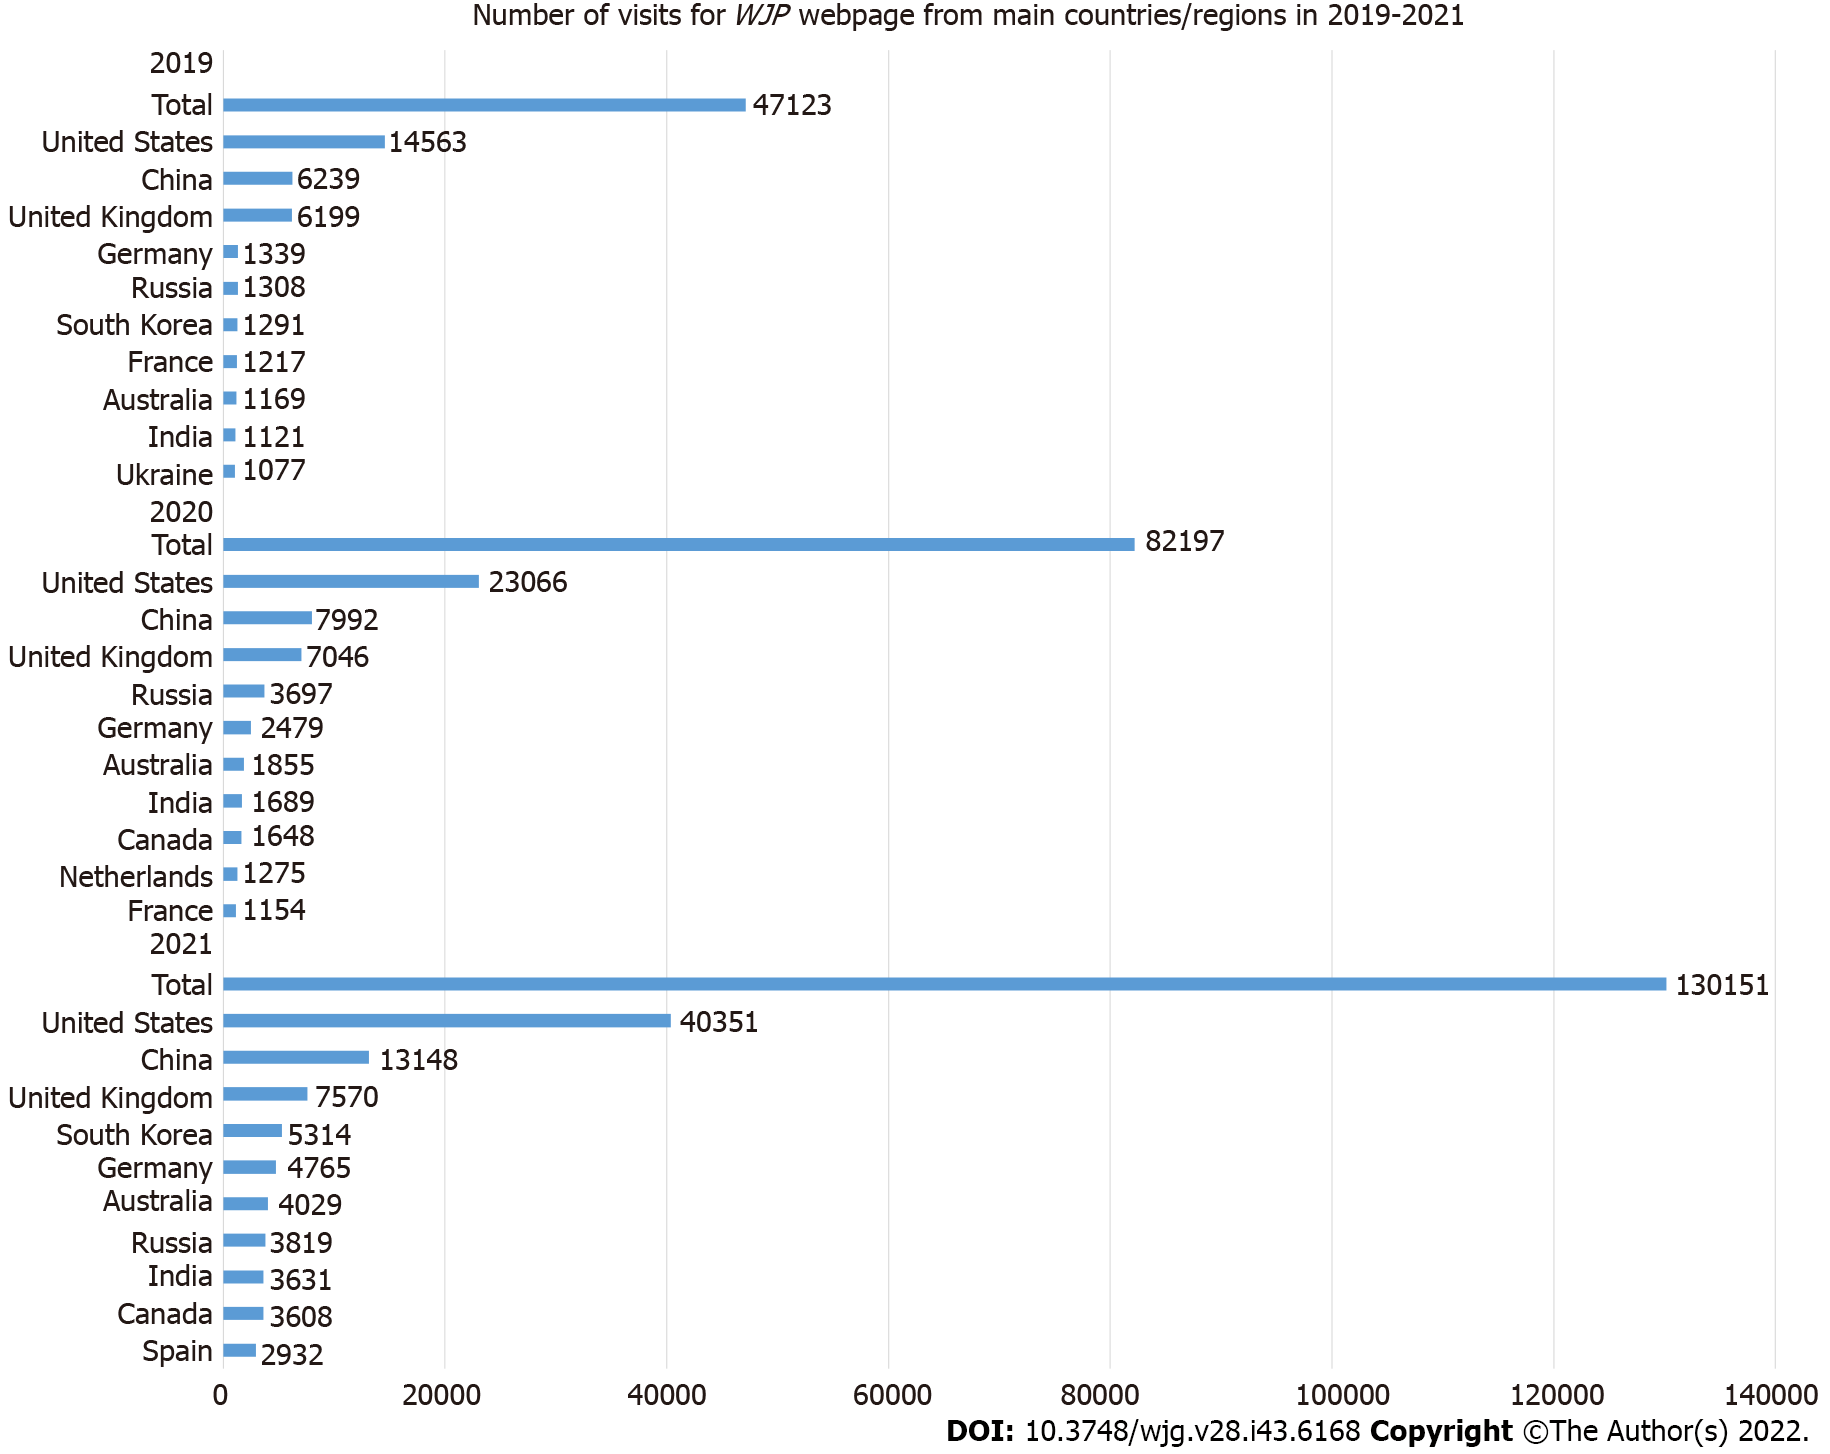 Number of visits for WJP webpage from main countries/regions in 2019-2021
2019
Total 47123
United States 14563
China 6239
United Kingdom 6199
Germany 1339
Russia 1308
South Korea 1291
France 1217
Australia 1169
India 1121
Ukraine 1077
2020
Total 82197
United States 23066
China 7992
United Kingdom 7046
Russia 3697
Germany 2479
Australia 1855
India 1689
Canada 1648
Netherlands 1275
France 1154
2021
Total 130151
United States 40351
China 13148
United Kingdom 7570
South Korea 5314
Germany 4765
Australia 4029
Russia 3819
India 3631
Canada 3608
Spain 2932
0 20000 40000 60000 80000 100000 120000 140000
DOI: 10.3748/wjg.v28.i43.6168 Copyright ©The Author(s) 2022.